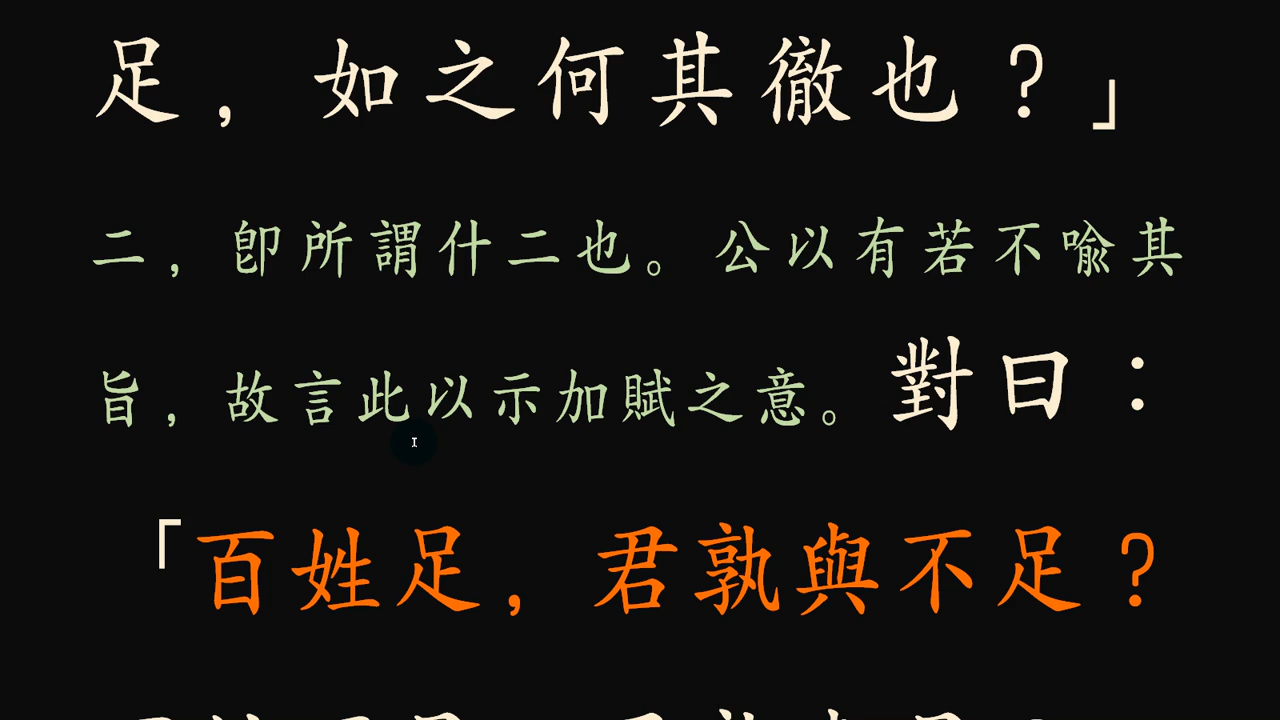 足，如之何其徹也？」
二，卽所謂什二也。公以有若不喻其
旨，故言此以示加賦之意。對曰：
「百姓足，君孰與不足？